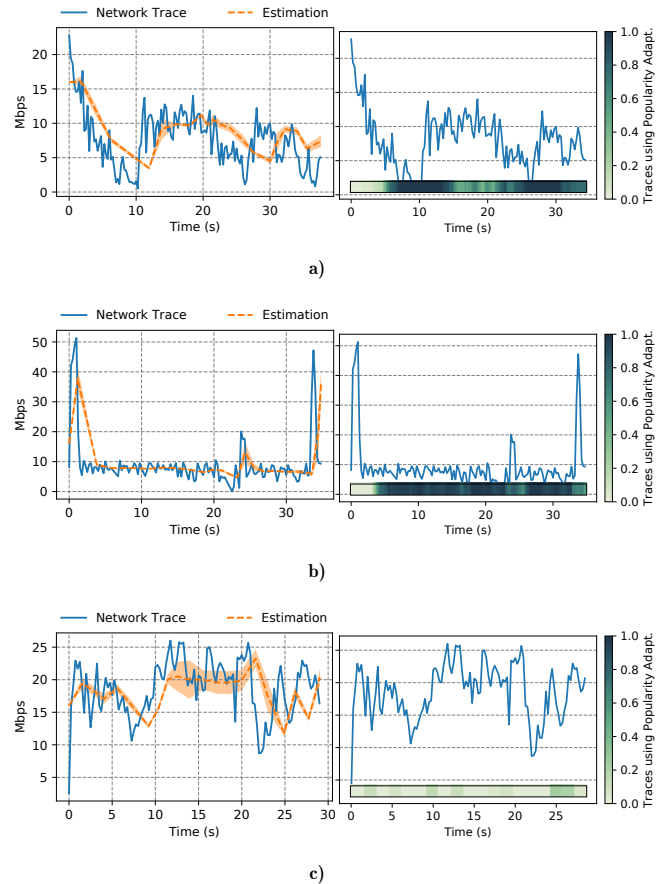 Network Trace Estimation
20
15
10
5
0
Mbps
0 10 20 30
Time (s)
0 10 20 30
Time (s)
1.0
0.8
0.6
0.4
0.2
0.0
Traces using Popularity Adapt.
a)
Network Trace Estimation
50
40
30
20
10
0
Mbps
0 10 20 30
Time (s)
0 10 20 30
Time (s)
1.0
0.8
0.6
0.4
0.2
0.0
Traces using Popularity Adapt.
b)
Network Trace Estimation
25
20
15
10
5
Mbps
0 5 10 15 20 25 30
Time (s)
0 5 10 15 20 25
Time (s)
1.0
0.8
0.6
0.4
0.2
0.0
Traces using Popularity Adapt.
c)